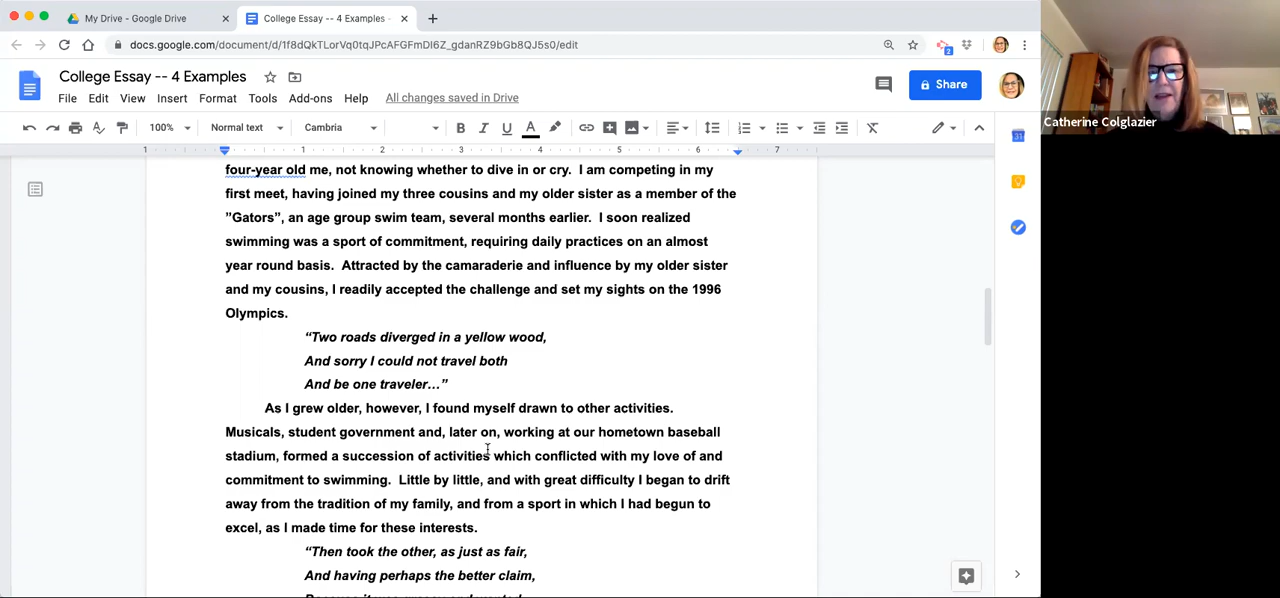 My Drive - Google Drive
College Essay -- 4 Examples -
docs.google.com/document/d/1f8dQkTLorVq0tqJPcAFGFmDI6Z_gdanRZ9bGb8QJ5s0/edit
2
College Essay -- 4 Examples
Share
File Edit View Insert Format Tools Add-ons Help All changes saved in Drive
100% Normal text Cambria B I U A
1 1 2 3 4 5 6 7
Catherine Colglazier
31
four-year old me, not knowing whether to dive in or cry.  I am competing in my
first meet, having joined my three cousins and my older sister as a member of the
”Gators”, an age group swim team, several months earlier.  I soon realized
swimming was a sport of commitment, requiring daily practices on an almost
year round basis.  Attracted by the camaraderie and influence by my older sister
and my cousins, I readily accepted the challenge and set my sights on the 1996
Olympics.
“Two roads diverged in a yellow wood,
And sorry I could not travel both
And be one traveler…”
As I grew older, however, I found myself drawn to other activities.
Musicals, student government and, later on, working at our hometown baseball
stadium, formed a succession of activities which conflicted with my love of and
commitment to swimming.  Little by little, and with great difficulty I began to drift
away from the tradition of my family, and from a sport in which I had begun to
excel, as I made time for these interests.
“Then took the other, as just as fair,
And having perhaps the better claim,